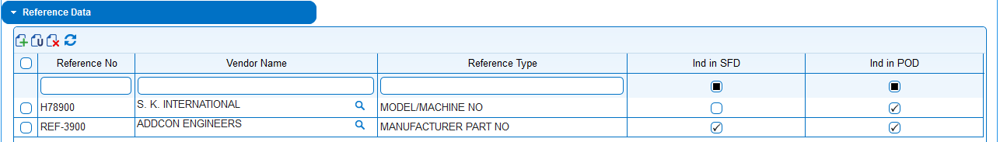 Reference Data
Reference No Vendor Name Reference Type Ind in SFD Ind in POD
H78900 S. K. INTERNATIONAL MODEL/MACHINE NO
REF-3900 ADDCON ENGINEERS MANUFACTURER PART NO